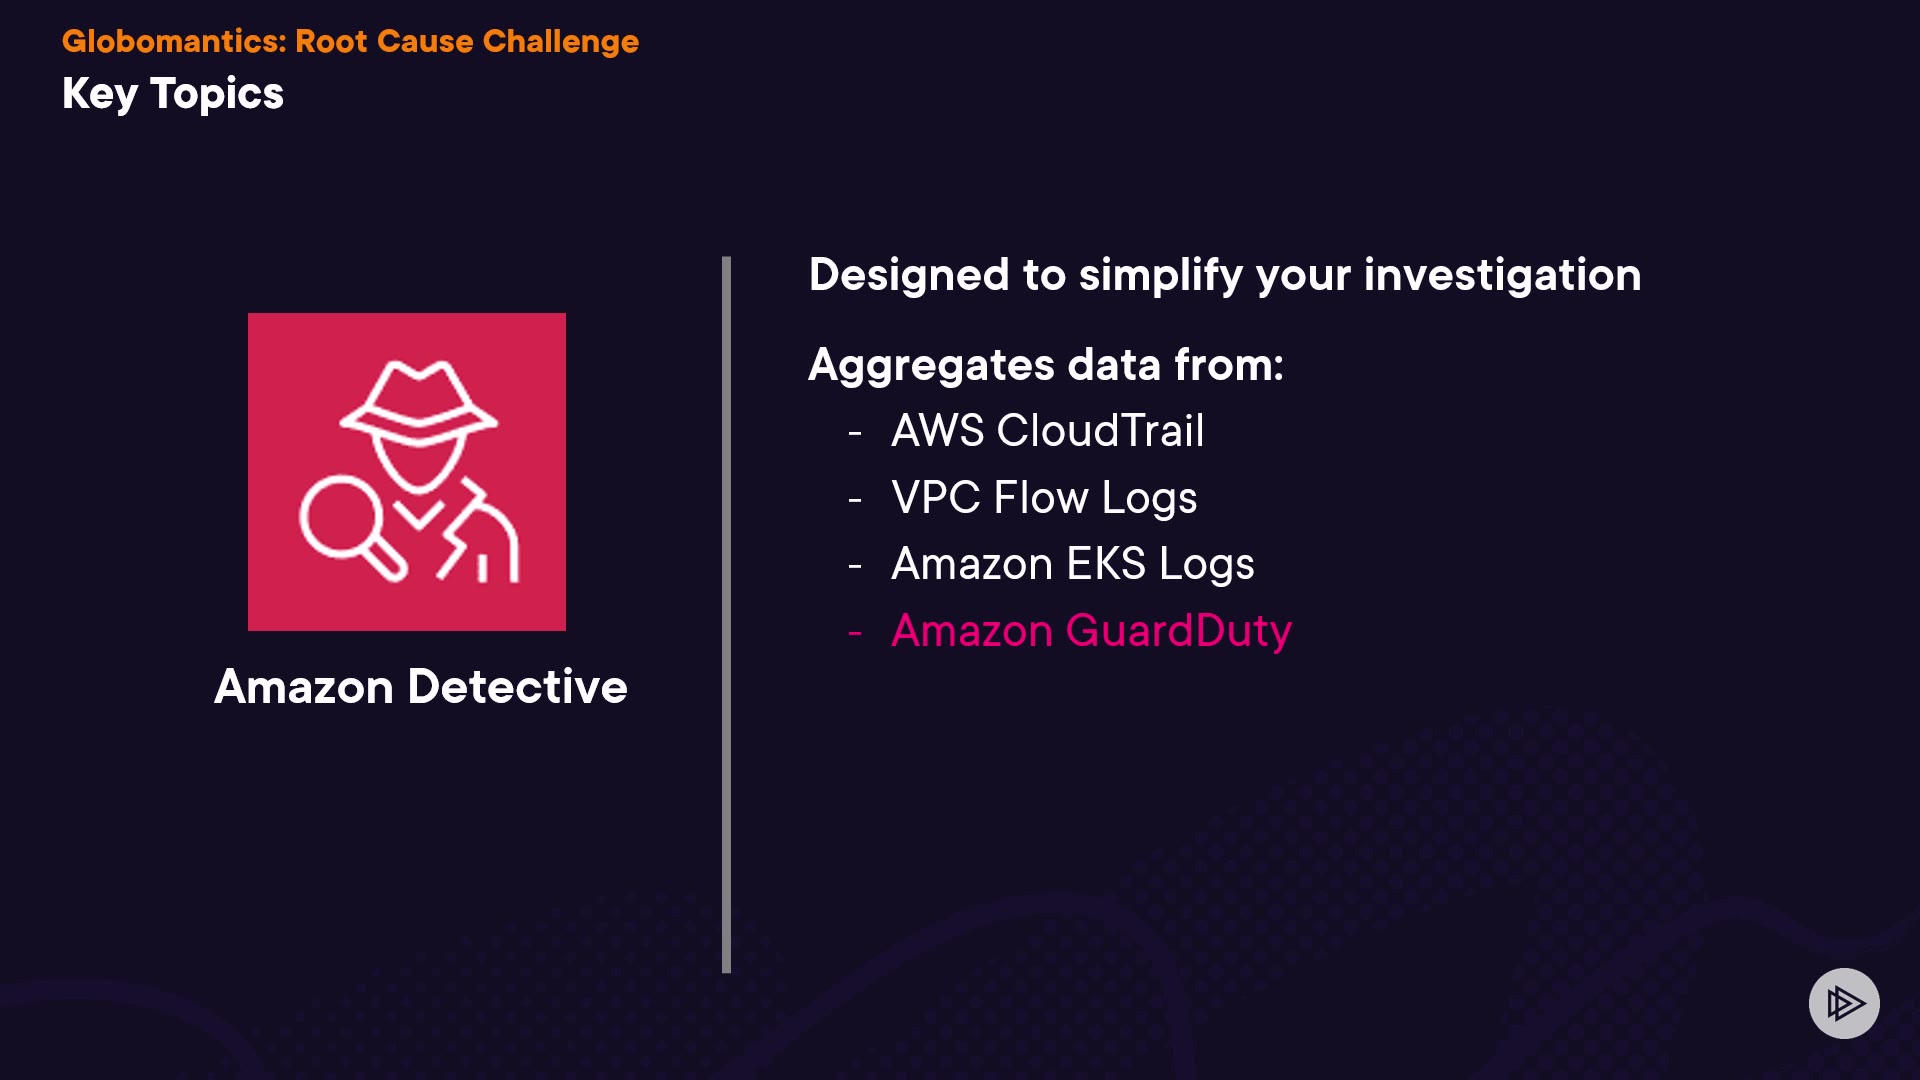 Globomantics: Root Cause Challenge
Key Topics
Amazon Detective
Designed to simplify your investigation
Aggregates data from:
- AWS CloudTrail
- VPC Flow Logs
- Amazon EKS Logs
- Amazon GuardDuty